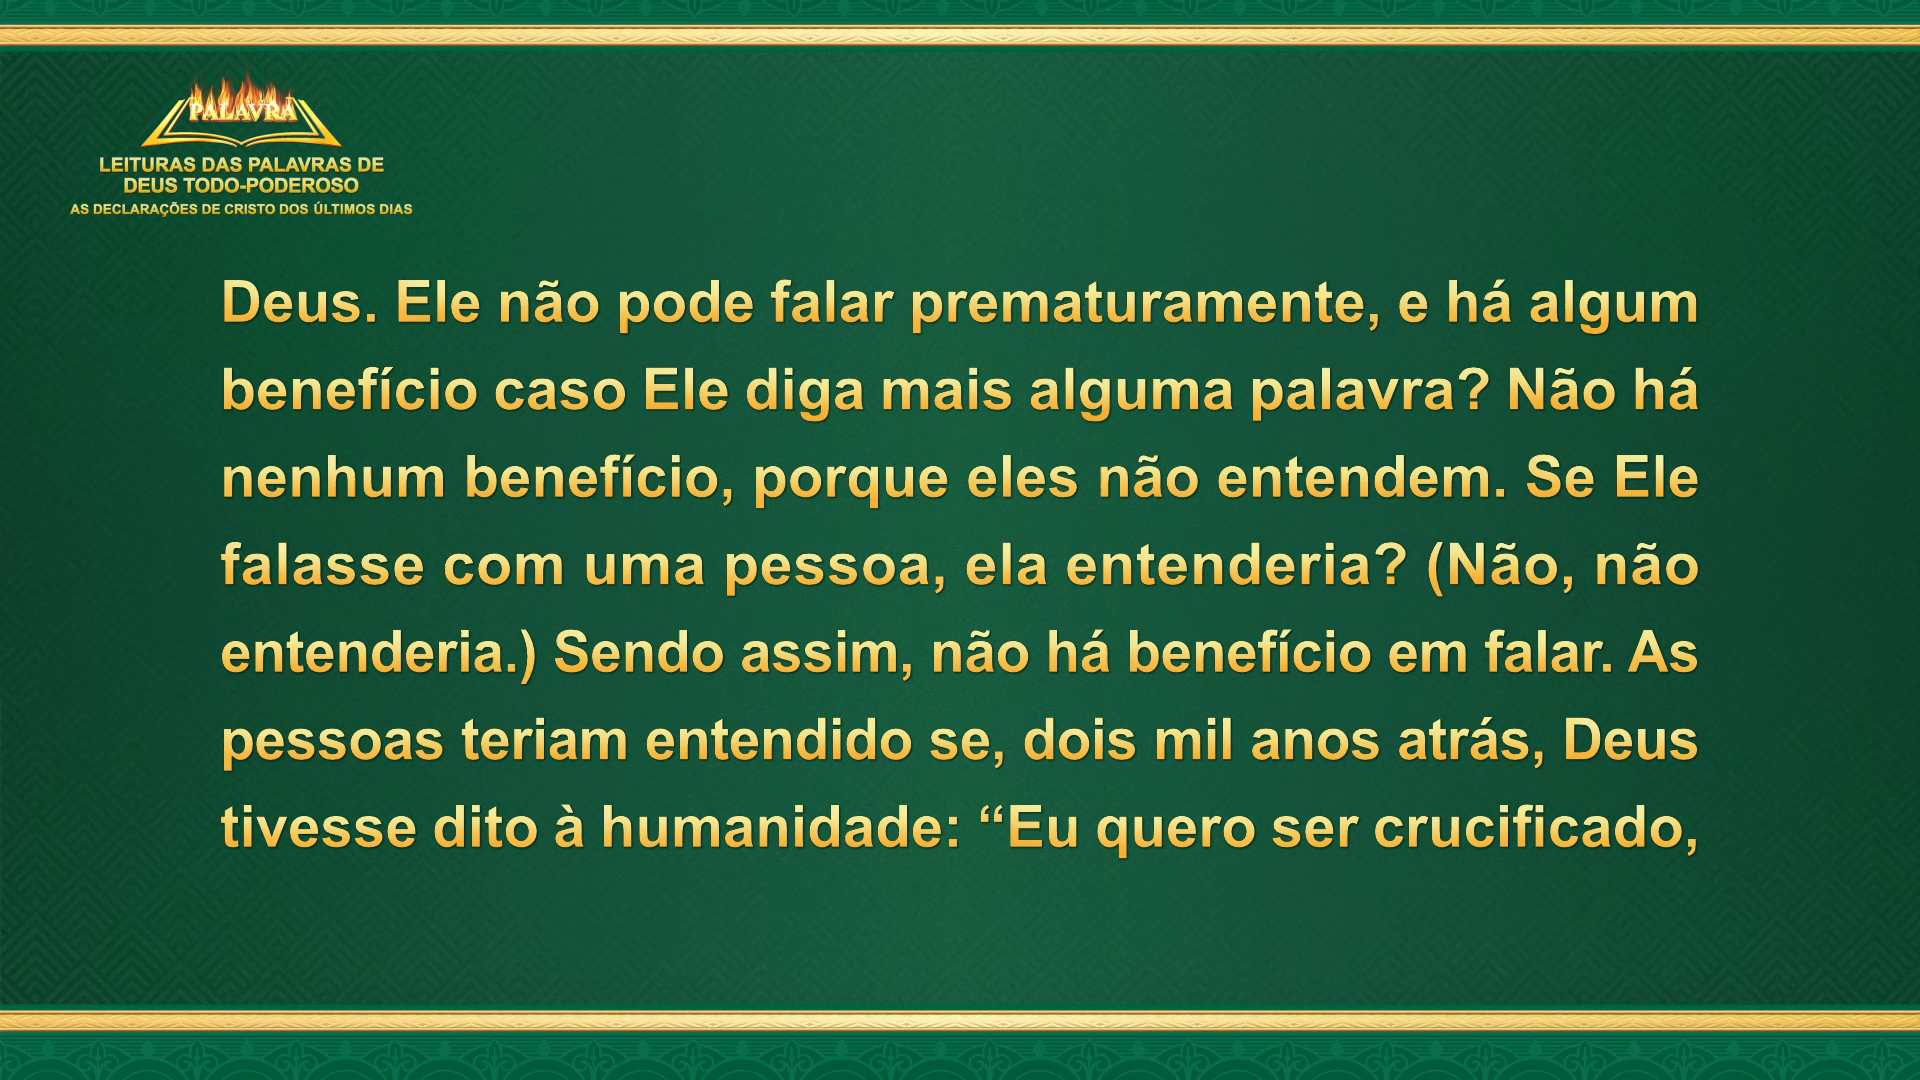 PALAVRA
LEITURAS DAS PALAVRAS DE
DEUS TODO-PODEROSO
AS DECLARAÇÕES DE CRISTO DOS ÚLTIMOS DIAS
Deus. Ele não pode falar prematuramente, e há algum
benefício caso Ele diga mais alguma palavra? Não há
nenhum benefício, porque eles não entendem. Se Ele
falasse com uma pessoa, ela entenderia? (Não, não
entenderia.) Sendo assim, não há benefício em falar. As
pessoas teriam entendido se, dois mil anos atrás, Deus
tivesse dito à humanidade: “Eu quero ser crucificado,